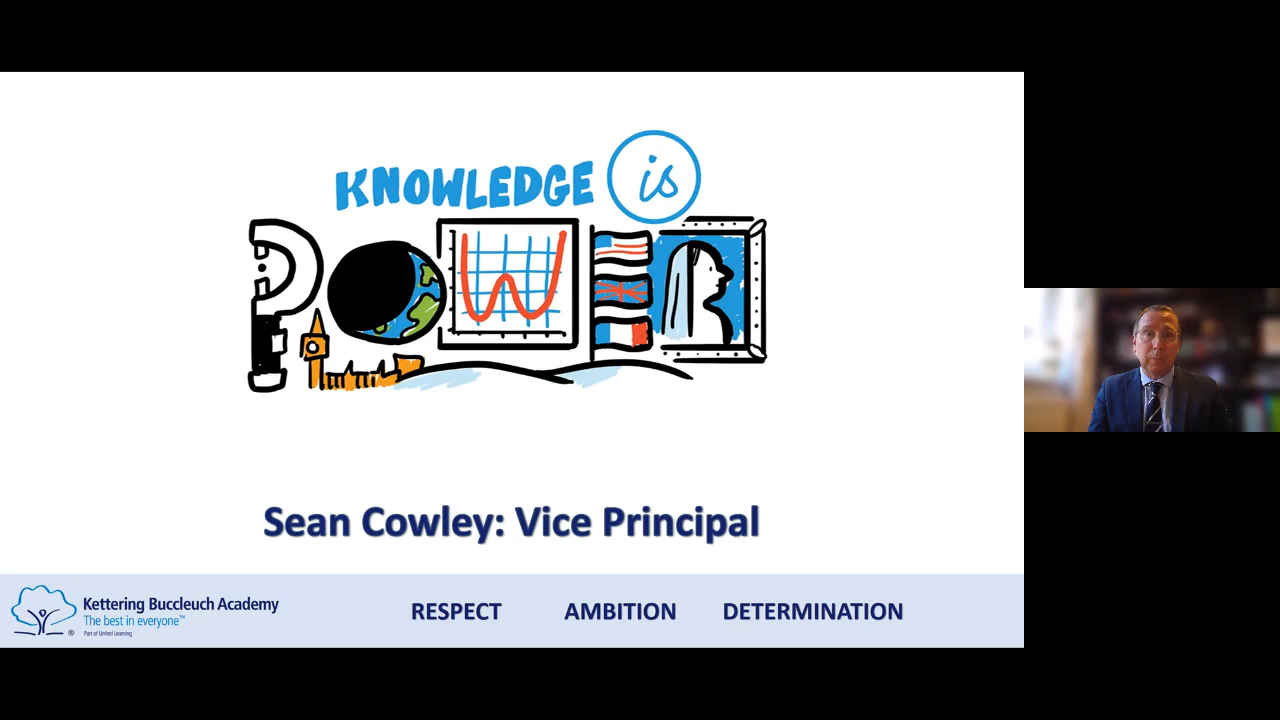 KNOWLEDGE is
POWER
Sean Cowley: Vice Principal
Kettering Buccleuch Academy
The best in everyone™
Part of United Learning
®
RESPECT AMBITION DETERMINATION